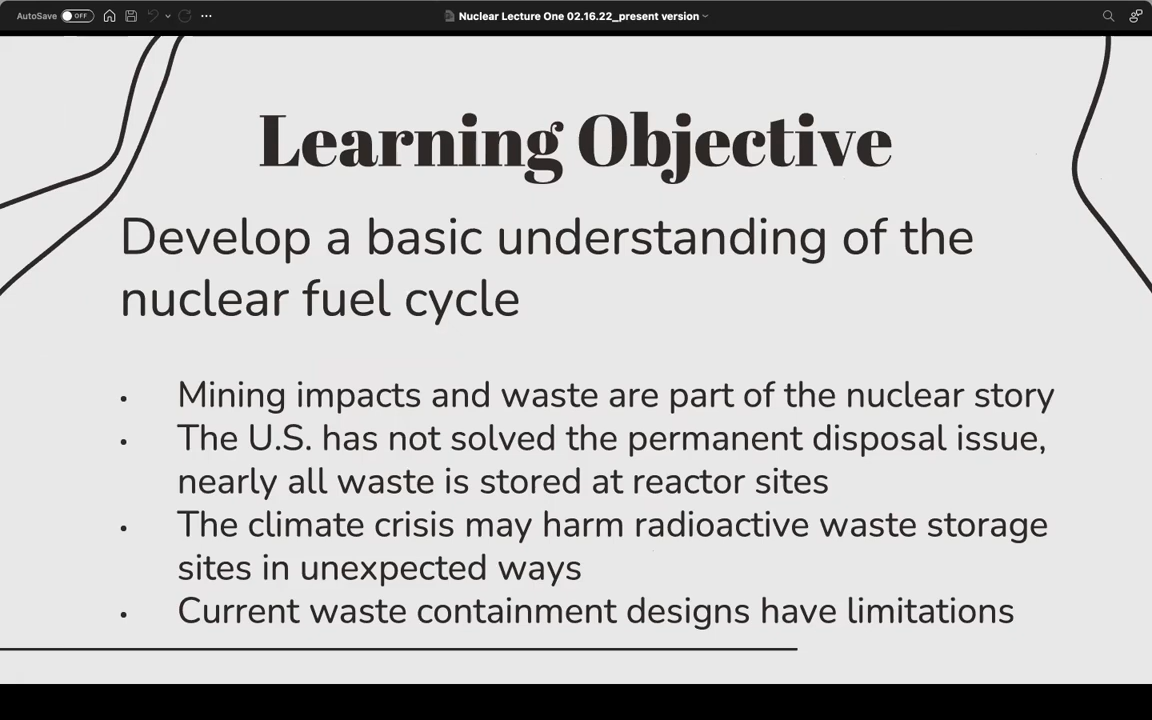 AutoSave OFF
Nuclear Lecture One 02.16.22_present version
Learning Objective
Develop a basic understanding of the
nuclear fuel cycle
• Mining impacts and waste are part of the nuclear story
• The U.S. has not solved the permanent disposal issue,
nearly all waste is stored at reactor sites
• The climate crisis may harm radioactive waste storage
sites in unexpected ways
• Current waste containment designs have limitations